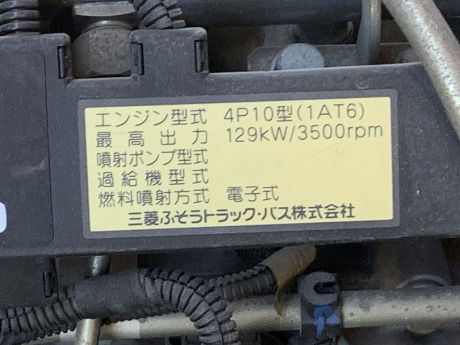 エンジン型式 4P10型(1AT6)
最高出力 129kW/3500rpm
噴射ポンプ型式
過給機型式
燃料噴射方式 電子式
三菱ふそうトラック・バス株式会社